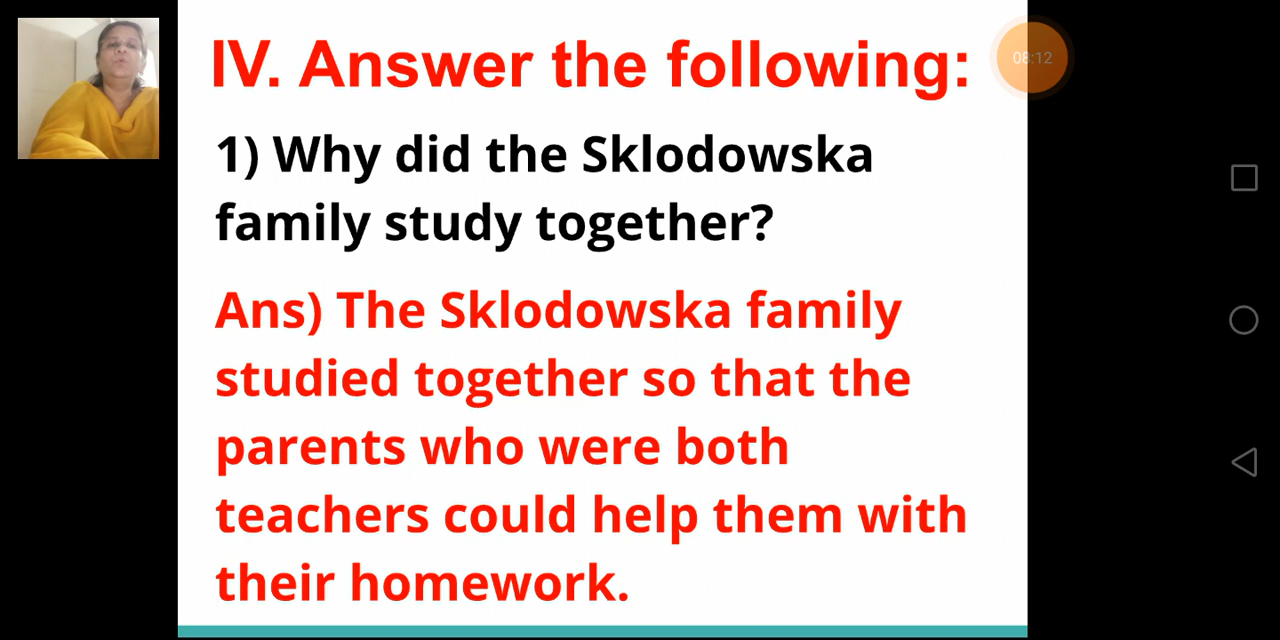 IV. Answer the following:
08:12
1) Why did the Sklodowska
family study together?
Ans) The Sklodowska family
studied together so that the
parents who were both
teachers could help them with
their homework.